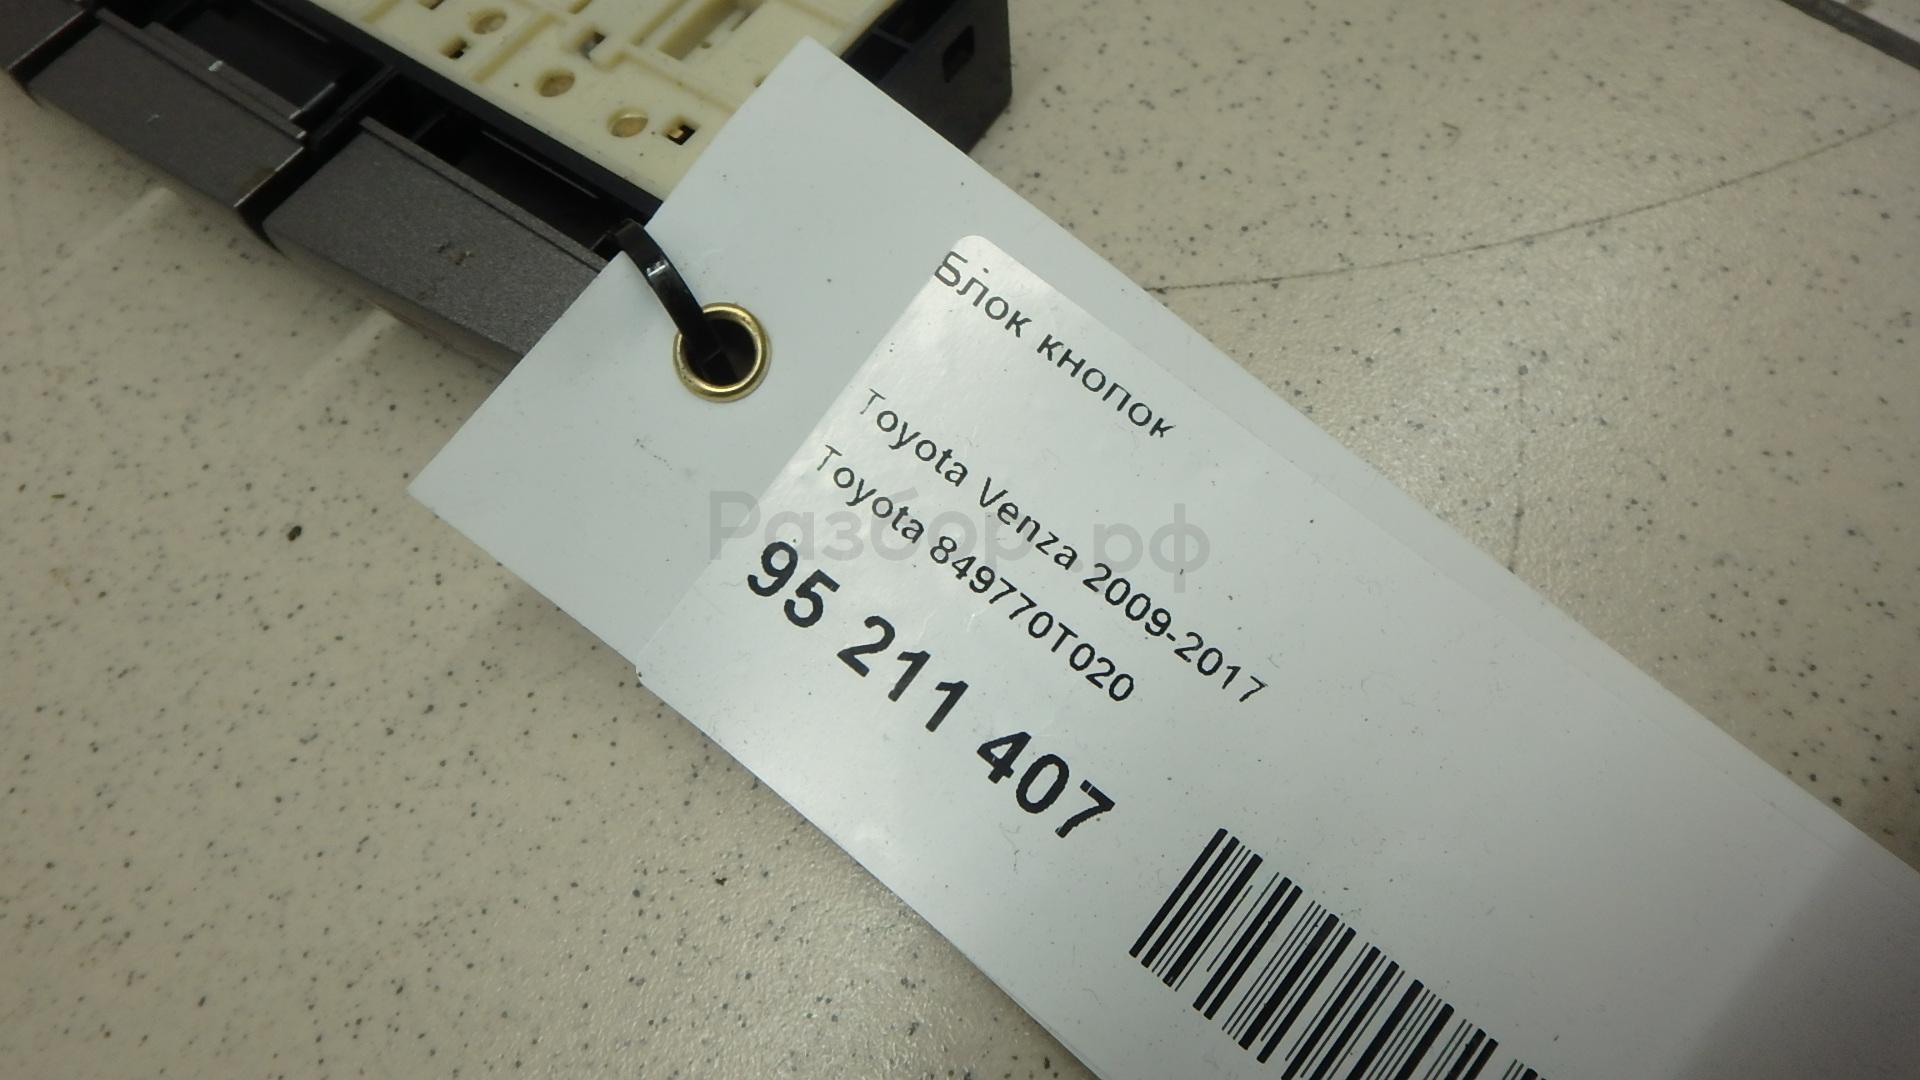 Блок кнопок
Toyota Venza 2009-2017
Toyota 849770T020
95 211 407
Разбор.рф